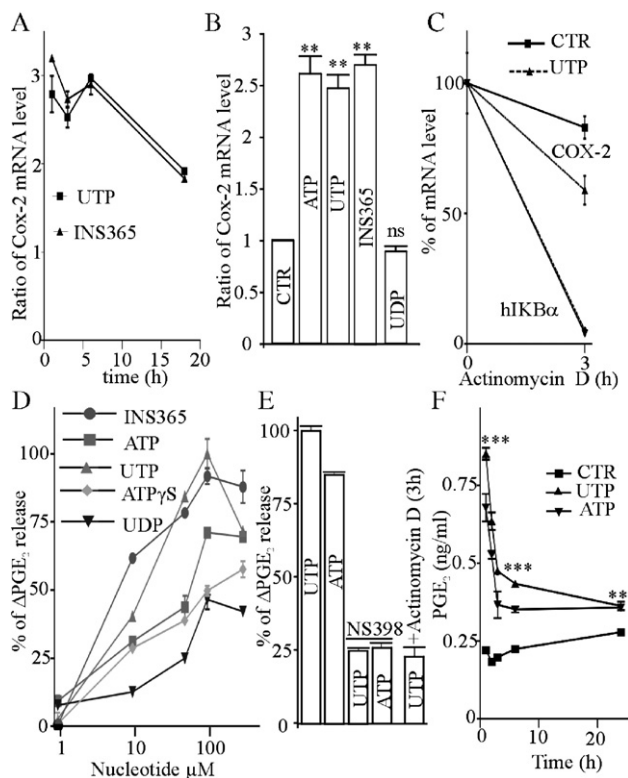 A
Ratio of Cox-2 mRNA level
3
2
1
0
UTP
INS365
0 5 10 15 20
time (h)
B
Ratio of Cox-2 mRNA level
3
2.5
2
1.5
1
0.5
0
**
**
**
ns
CTR
ATP
UTP
INS365
UDP
C
CTR
UTP
% of mRNA level
100
50
0
COX-2
hIKBα
0 3
Actinomycin D (h)
D
INS365
ATP
UTP
ATPγS
UDP
% of ΔPGE₂ release
100
75
50
25
0
1 10 100
Nucleotide µM
E
% of ΔPGE₂ release
100
75
50
25
0
UTP
ATP
NS398
UTP
ATP
UTP +Actinomycin D (3h)
F
CTR
UTP
ATP
PGE₂ (ng/ml)
0.75
0.5
0.25
0
***
***
**
0 10 20
Time (h)